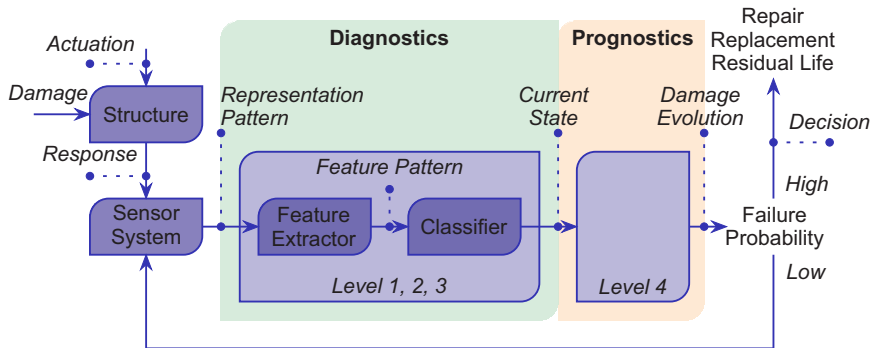 Actuation
Damage
Structure
Response
Sensor
System
Diagnostics
Representation
Pattern
Feature Pattern
Feature
Extractor
Classifier
Level 1, 2, 3
Current
State
Prognostics
Damage
Evolution
Level 4
Repair
Replacement
Residual Life
Decision
High
Failure
Probability
Low